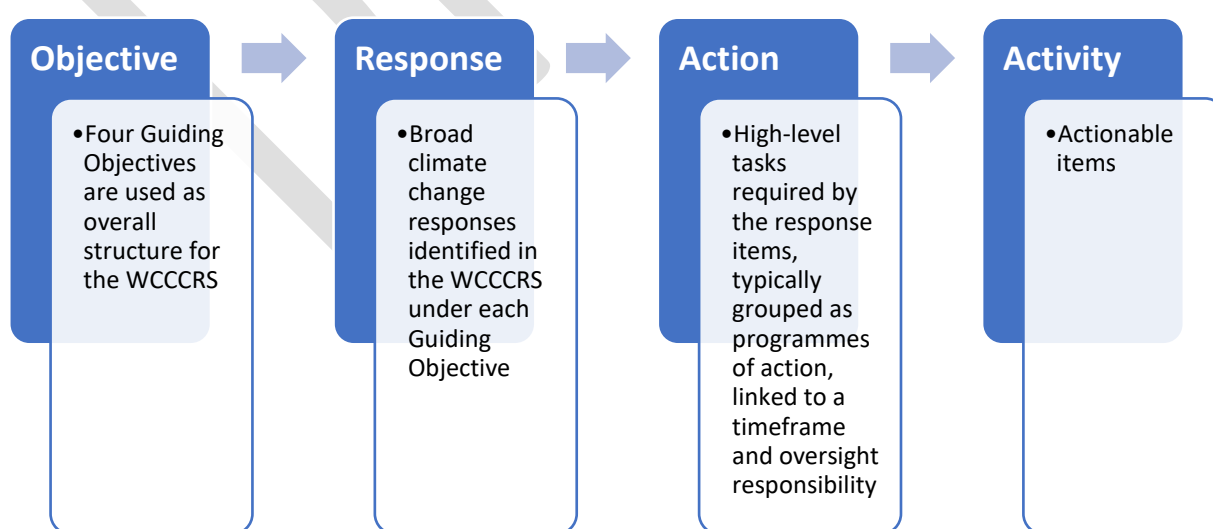 Objective
•Four Guiding
Objectives
are used as
overall
structure for
the WCCCRS
Response
•Broad
climate
change
responses
identified in
the WCCCRS
under each
Guiding
Objective
Action
•High-level
tasks
required by
the response
items,
typically
grouped as
programmes
of action,
linked to a
timeframe
and oversight
responsibility
Activity
•Actionable
items